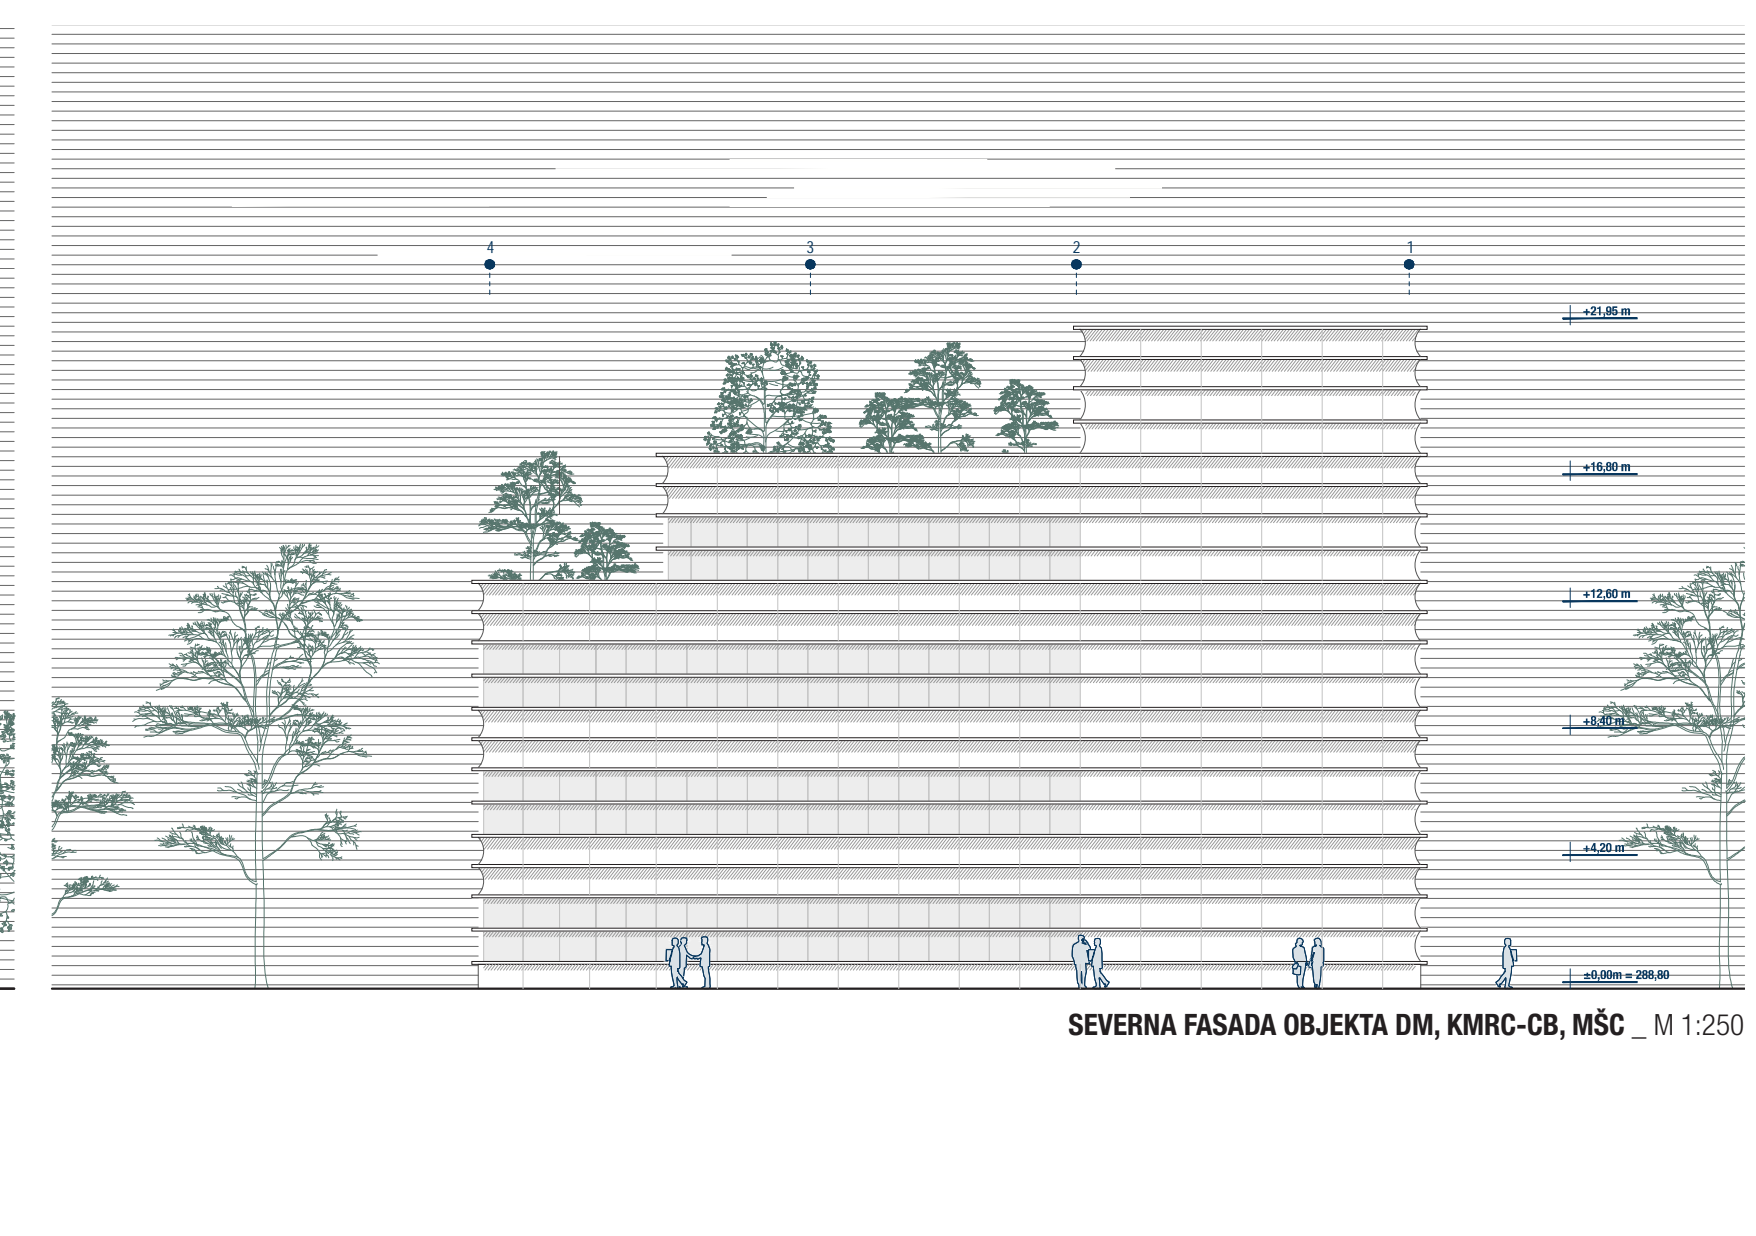 4 3 2 1
+21,95 m
+16,80 m
+12,60 m
+8,40 m
+4,20 m
±0,00m = 288,80
SEVERNA FASADA OBJEKTA DM, KMRC-CB, MŠC _ M 1:250